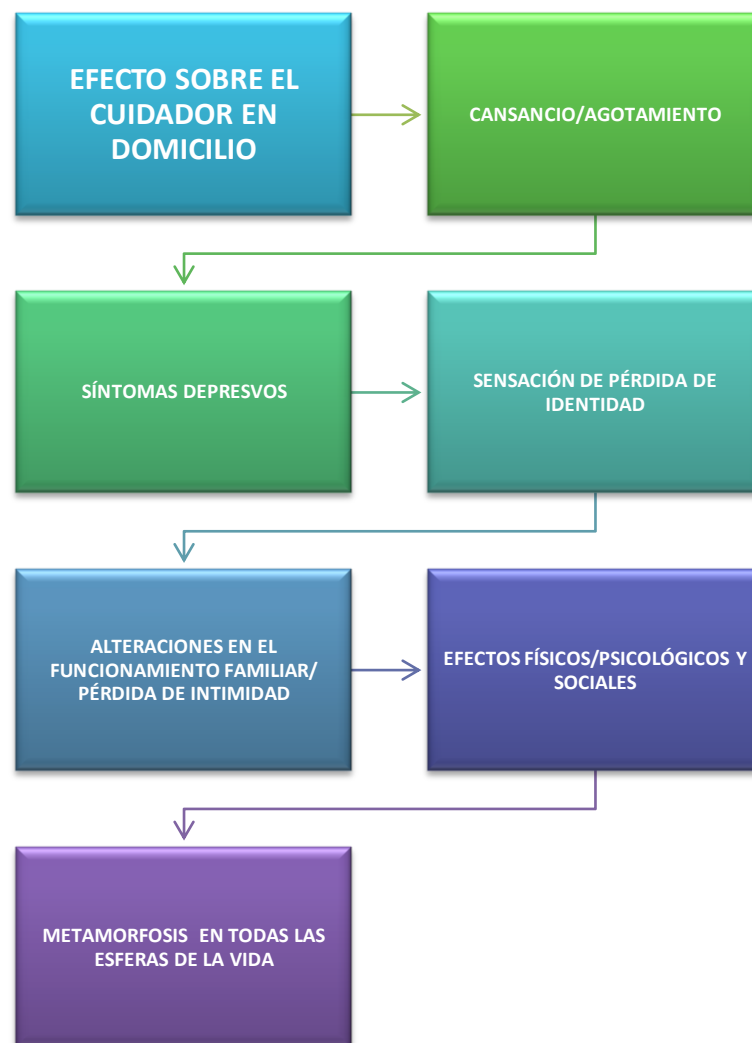 EFECTO SOBRE EL
CUIDADOR EN
DOMICILIO
CANSANCIO/AGOTAMIENTO
SÍNTOMAS DEPRESVOS
SENSACIÓN DE PÉRDIDA DE
IDENTIDAD
ALTERACIONES EN EL
FUNCIONAMIENTO FAMILIAR/
PÉRDIDA DE INTIMIDAD
EFECTOS FÍSICOS/PSICOLÓGICOS Y
SOCIALES
METAMORFOSIS EN TODAS LAS
ESFERAS DE LA VIDA